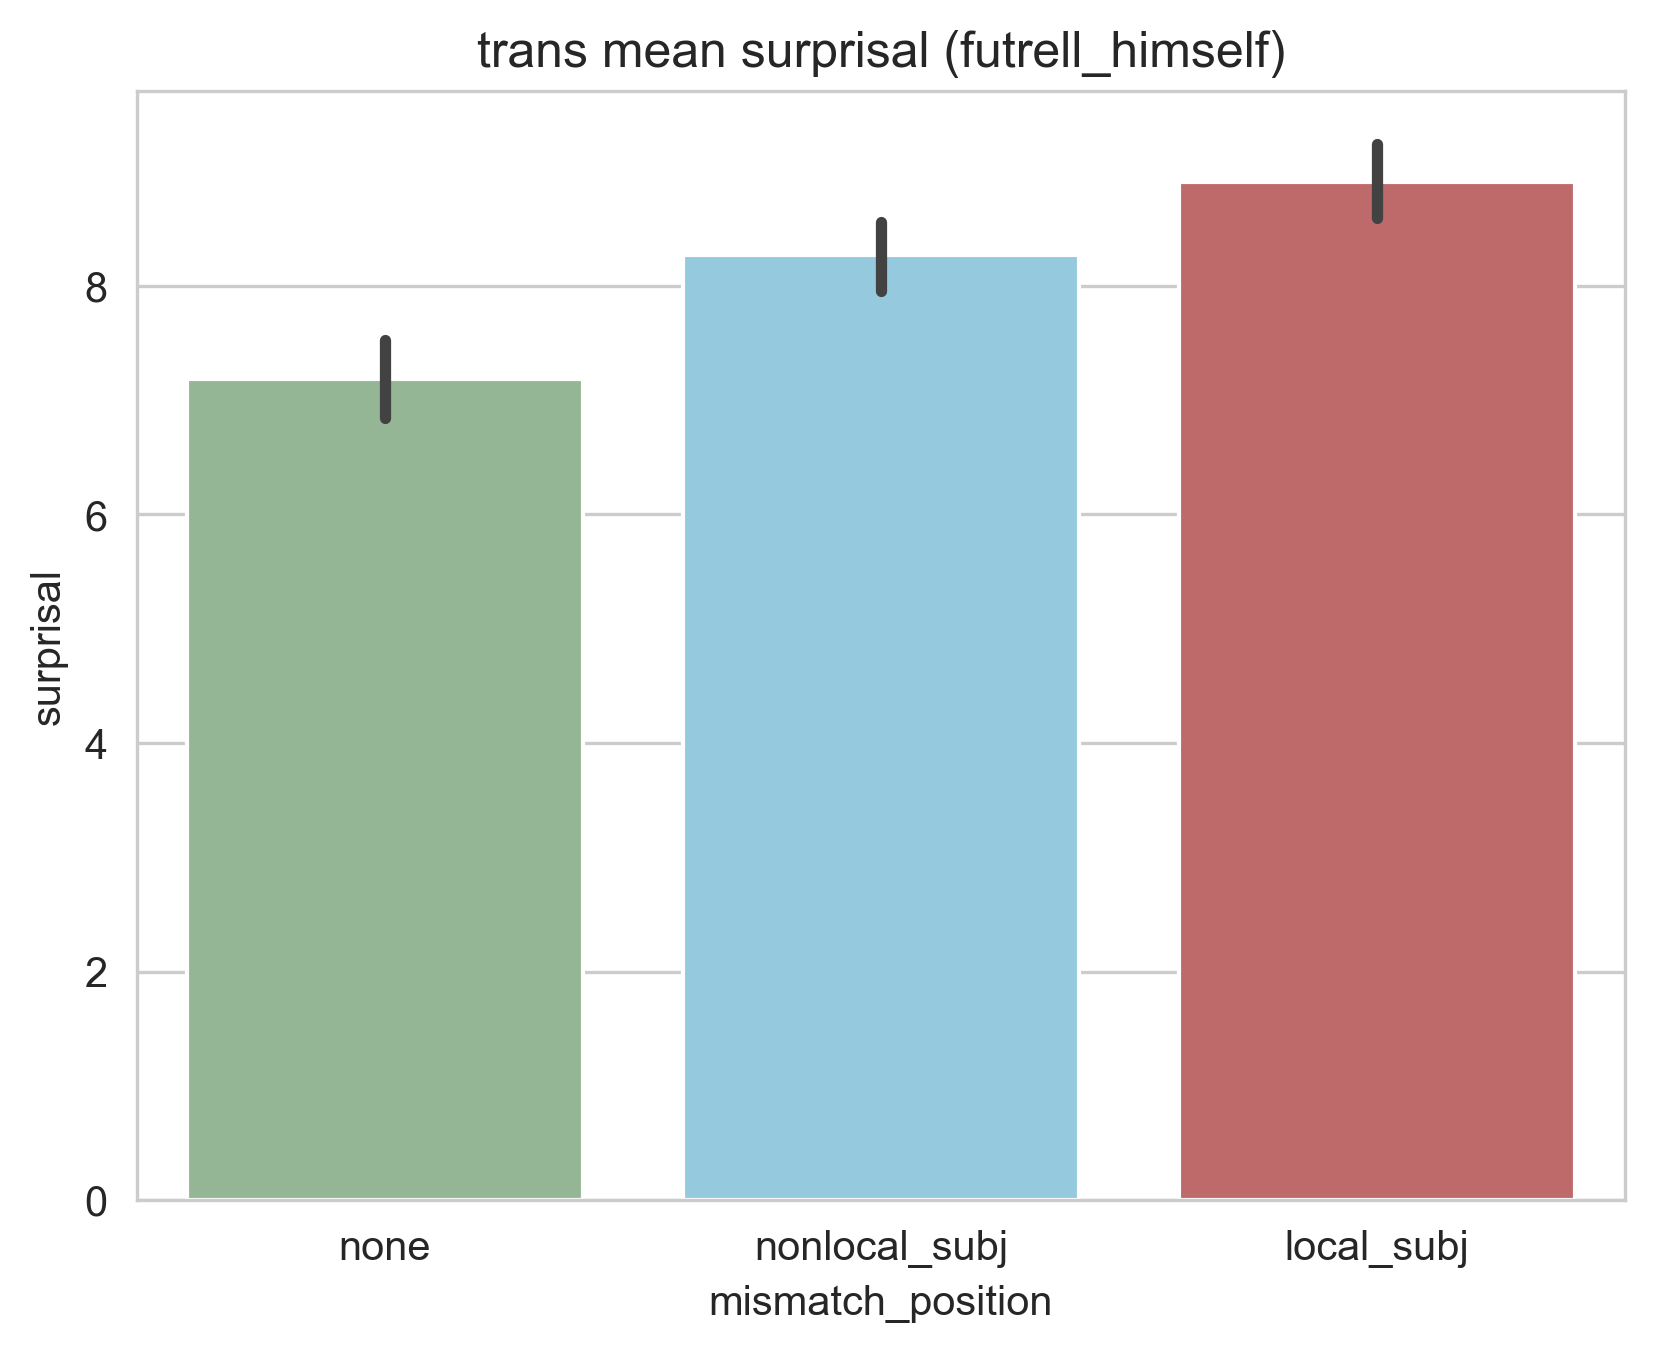 trans mean surprisal (futrell_himself)
surprisal
8
6
4
2
0
none nonlocal_subj local_subj
mismatch_position